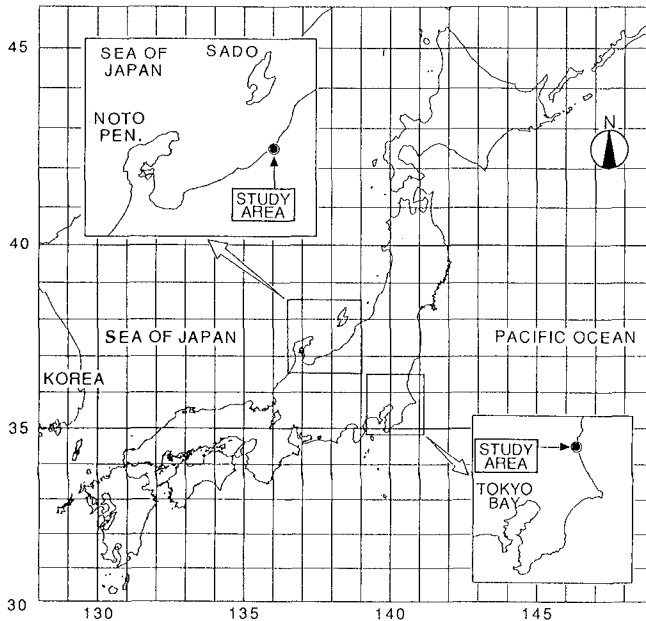 45
SEA OF
JAPAN
SADO
NOTO
PEN.
STUDY
AREA
N
40
SEA OF JAPAN
PACIFIC OCEAN
KOREA
35
STUDY
AREA
TOKYO
BAY
30
130
135
140
145